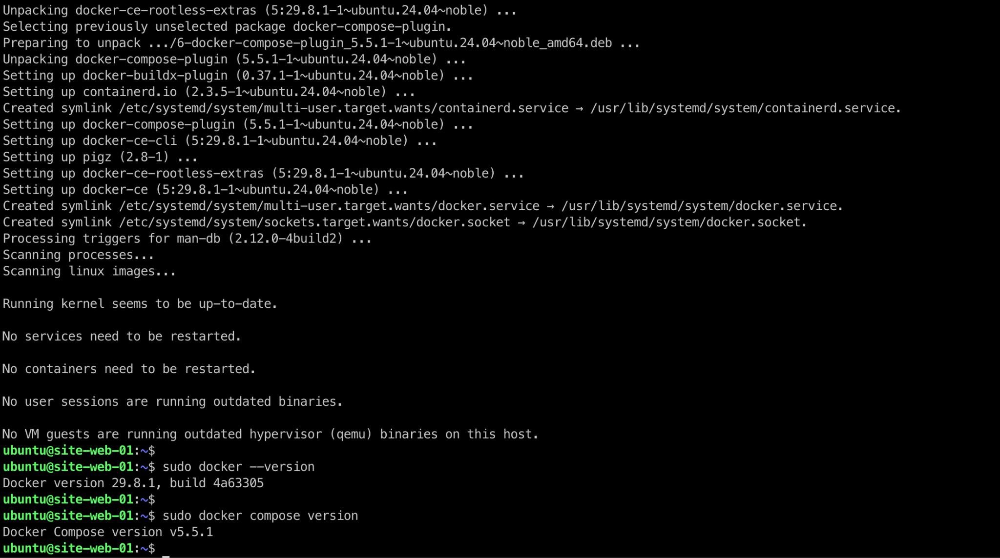 Unpacking docker-ce-rootless-extras (5:29.8.1-1~ubuntu.24.04~noble) ...
Selecting previously unselected package docker-compose-plugin.
Preparing to unpack .../6-docker-compose-plugin_5.5.1-1~ubuntu.24.04~noble_amd64.deb ...
Unpacking docker-compose-plugin (5.5.1-1~ubuntu.24.04~noble) ...
Setting up docker-buildx-plugin (0.37.1-1~ubuntu.24.04~noble) ...
Setting up containerd.io (2.3.5-1~ubuntu.24.04~noble) ...
Created symlink /etc/systemd/system/multi-user.target.wants/containerd.service → /usr/lib/systemd/system/containerd.service.
Setting up docker-compose-plugin (5.5.1-1~ubuntu.24.04~noble) ...
Setting up docker-ce-cli (5:29.8.1-1~ubuntu.24.04~noble) ...
Setting up pigz (2.8-1) ...
Setting up docker-ce-rootless-extras (5:29.8.1-1~ubuntu.24.04~noble) ...
Setting up docker-ce (5:29.8.1-1~ubuntu.24.04~noble) ...
Created symlink /etc/systemd/system/multi-user.target.wants/docker.service → /usr/lib/systemd/system/docker.service.
Created symlink /etc/systemd/system/sockets.target.wants/docker.socket → /usr/lib/systemd/system/docker.socket.
Processing triggers for man-db (2.12.0-4build2) ...
Scanning processes...
Scanning linux images...
Running kernel seems to be up-to-date.
No services need to be restarted.
No containers need to be restarted.
No user sessions are running outdated binaries.
No VM guests are running outdated hypervisor (qemu) binaries on this host.
ubuntu@site-web-01:~$
ubuntu@site-web-01:~$ sudo docker --version
Docker version 29.8.1, build 4a63305
ubuntu@site-web-01:~$
ubuntu@site-web-01:~$ sudo docker compose version
Docker Compose version v5.5.1
ubuntu@site-web-01:~$